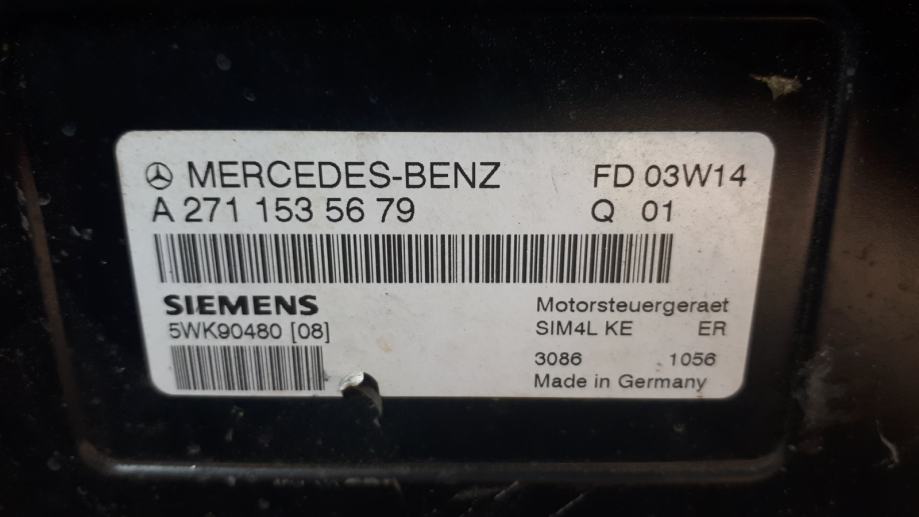 MERCEDES-BENZ FD 03W14
A 271 153 56 79 Q 01
SIEMENS Motorsteuergeraet
5WK90480 [08] SIM4L KE ER
3086 1056
Made in Germany